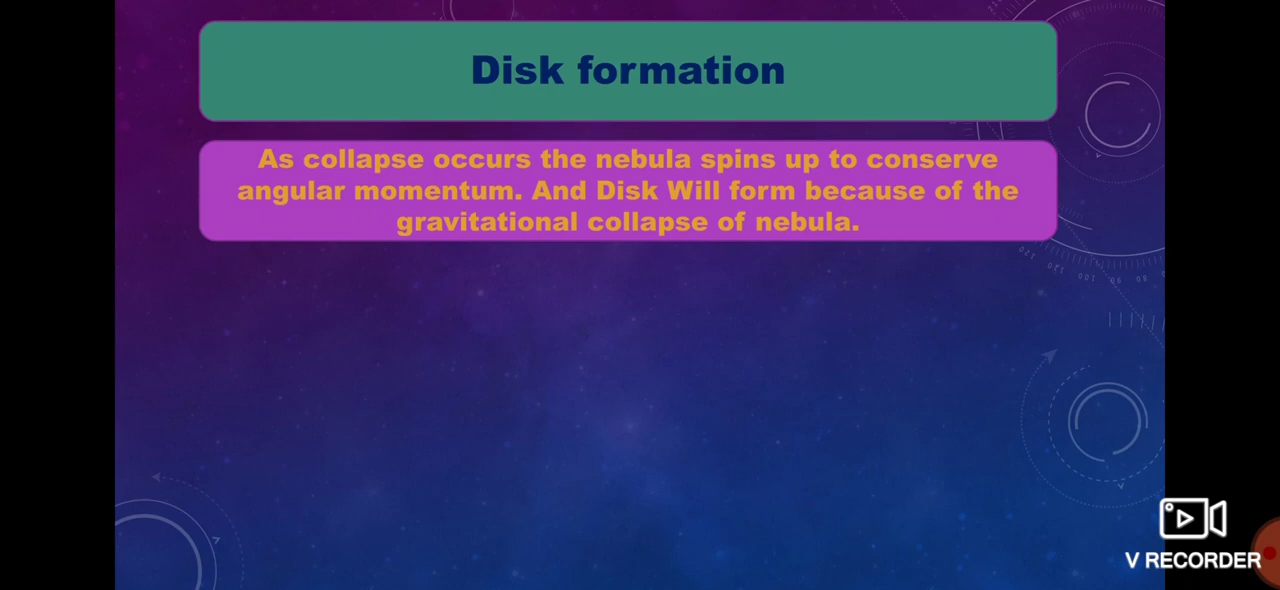 Disk formation
As collapse occurs the nebula spins up to conserve
angular momentum. And Disk Will form because of the
gravitational collapse of nebula.
V RECORDER